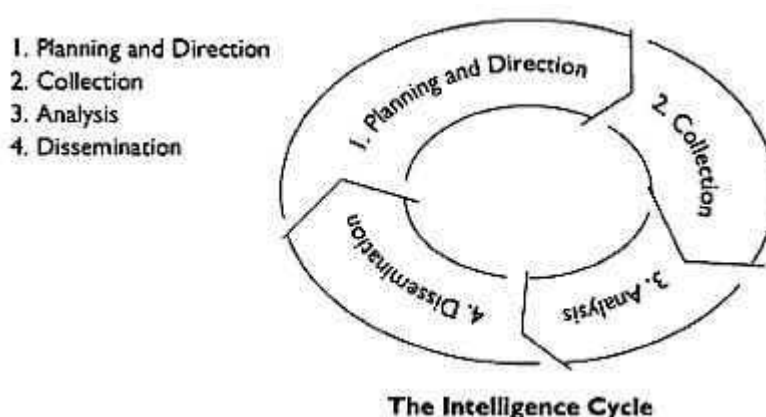 1. Planning and Direction
2. Collection
3. Analysis
4. Dissemination
1. Planning and Direction
2. Collection
3. Analysis
4. Dissemination
The Intelligence Cycle